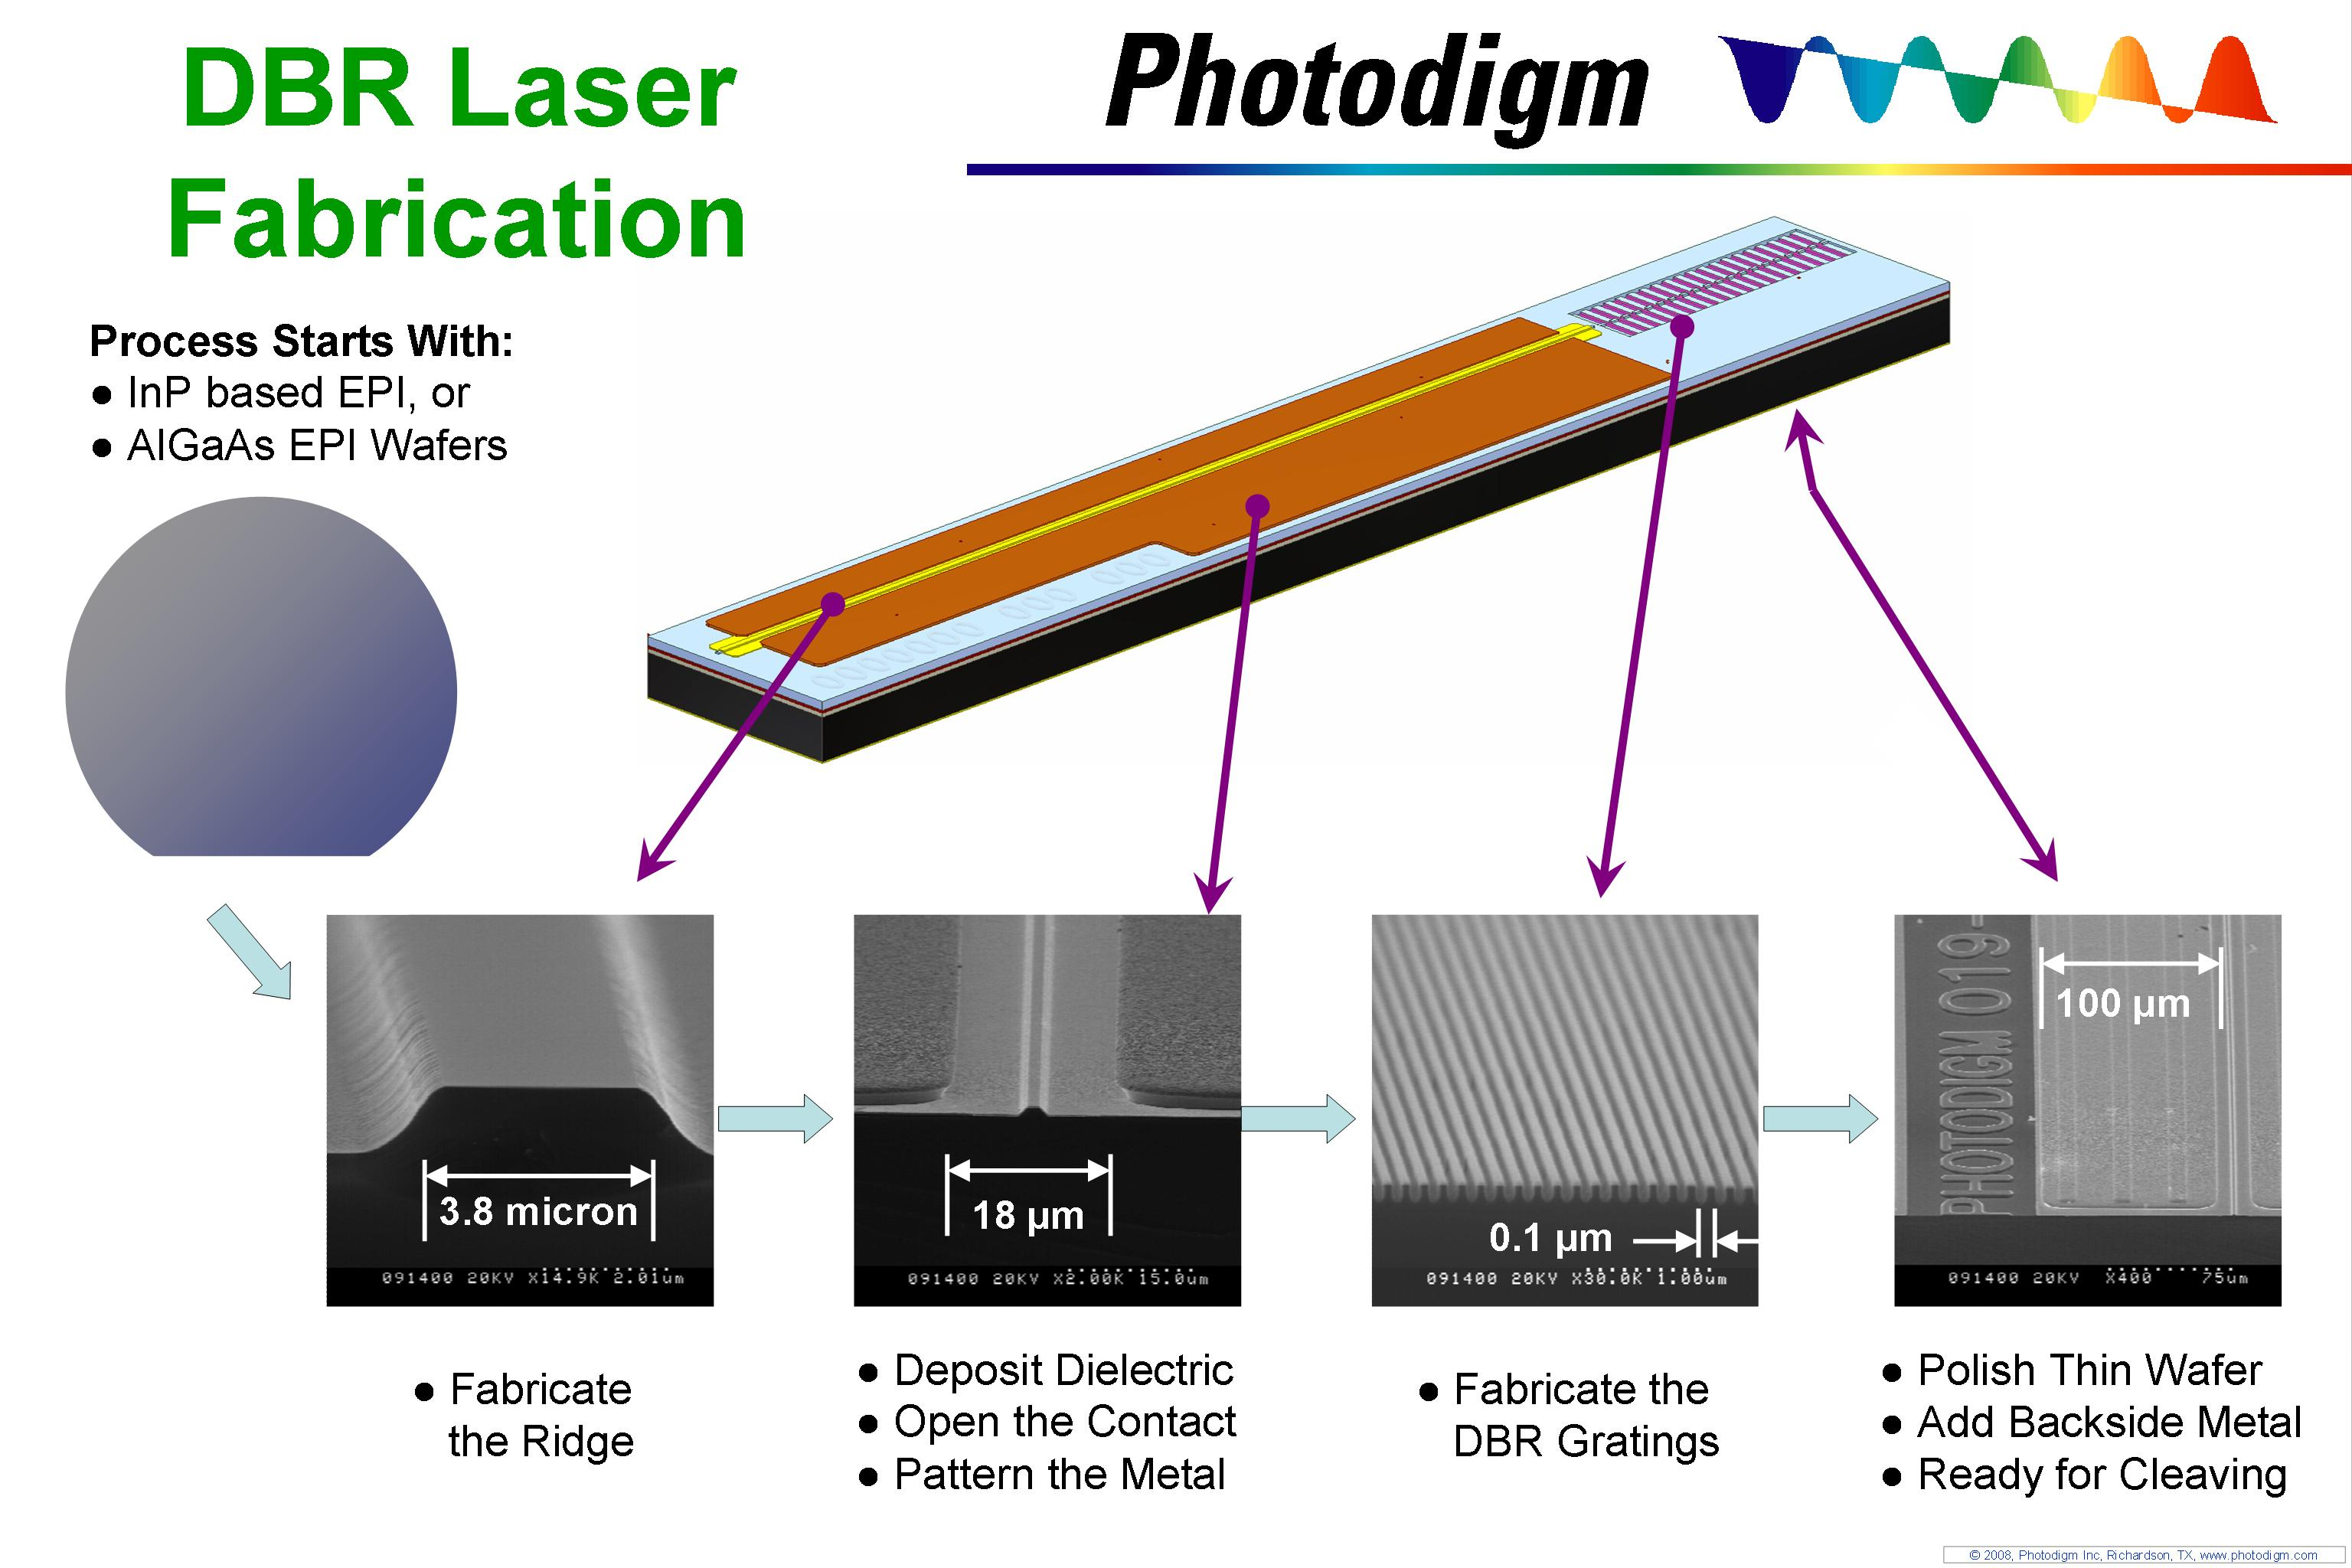 DBR Laser
Fabrication
Photodigm
Process Starts With:
● InP based EPI, or
● AlGaAs EPI Wafers
3.8 micron
091400 20KV X14.9K 2.01um
18 µm
091400 20KV X2.00K 15.0um
0.1 µm
091400 20KV X30.0K 1.00um
PHOTODIGM 019-
100 µm
091400 20KV X400 75um
● Fabricate
the Ridge
● Deposit Dielectric
● Open the Contact
● Pattern the Metal
● Fabricate the
DBR Gratings
● Polish Thin Wafer
● Add Backside Metal
● Ready for Cleaving
© 2008, Photodigm Inc, Richardson, TX, www.photodigm.com